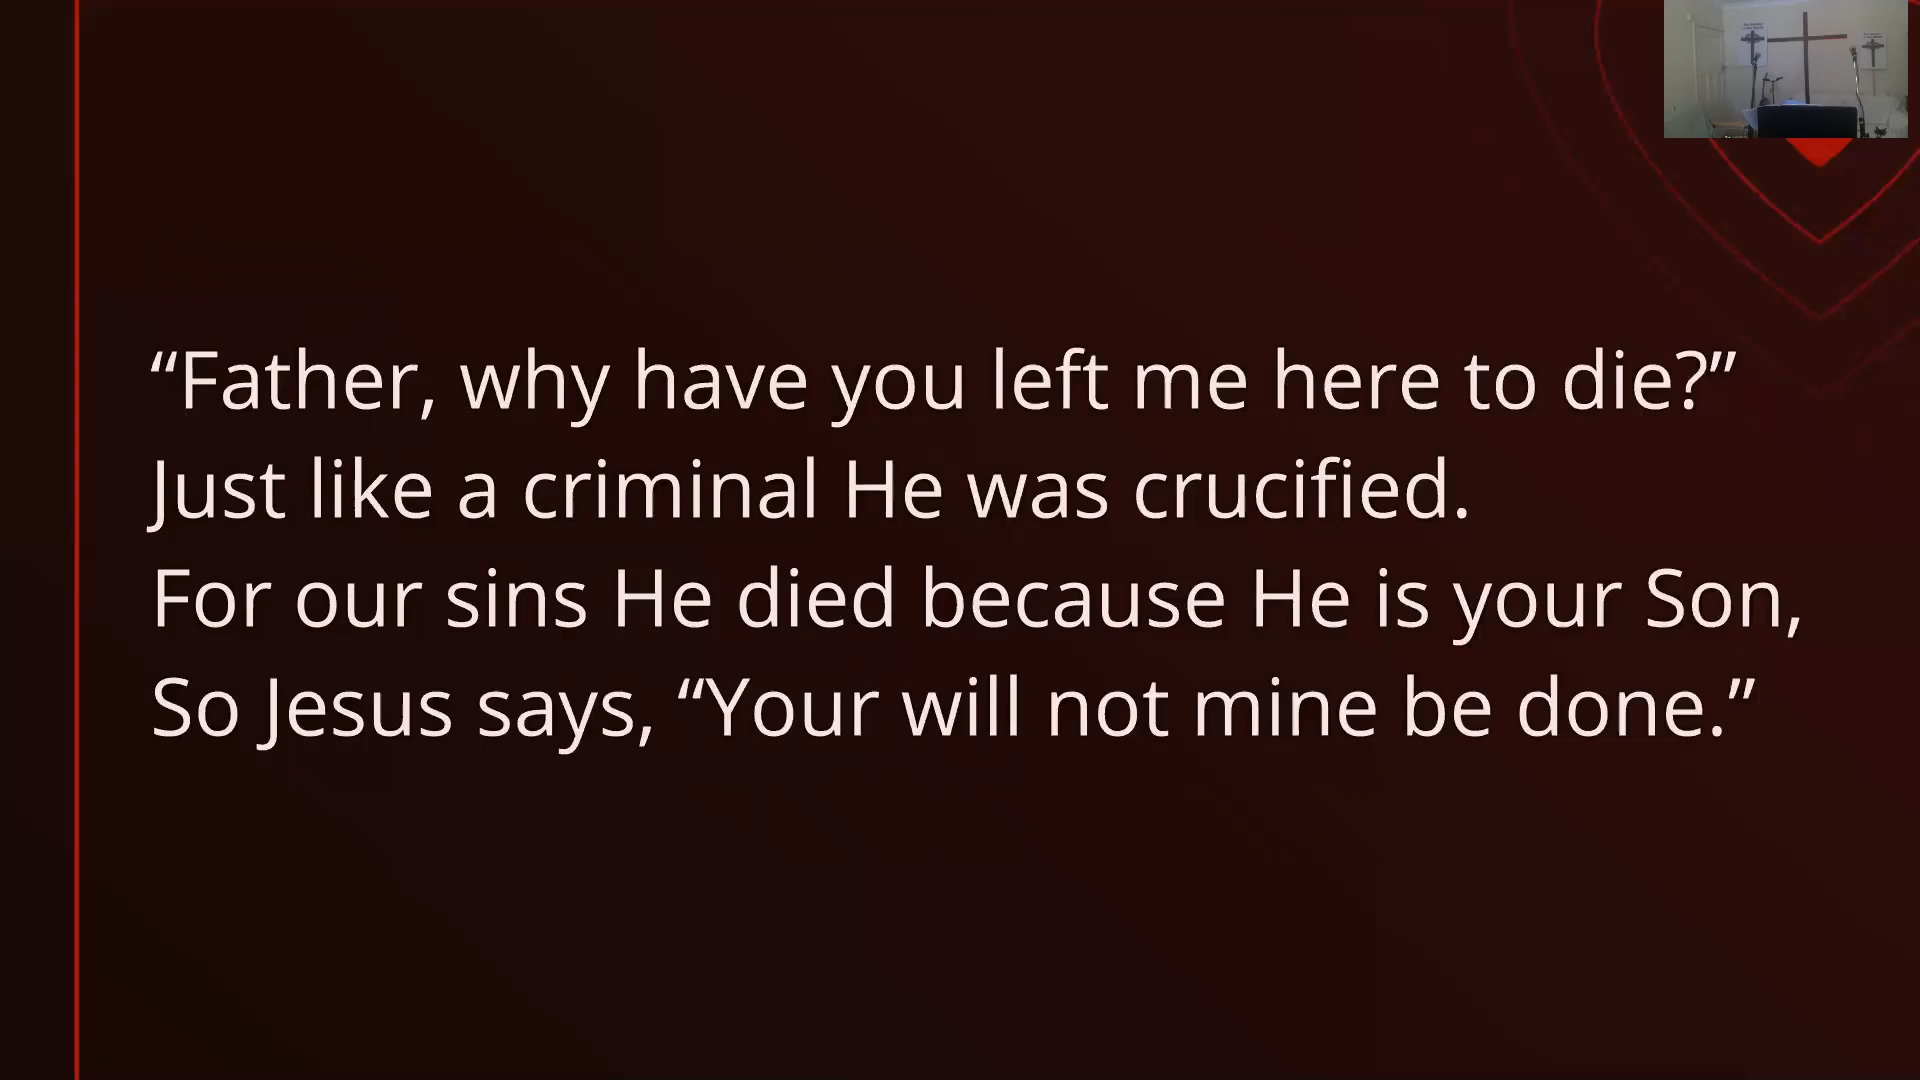 “Father, why have you left me here to die?”
Just like a criminal He was crucified.
For our sins He died because He is your Son,
So Jesus says, “Your will not mine be done.”